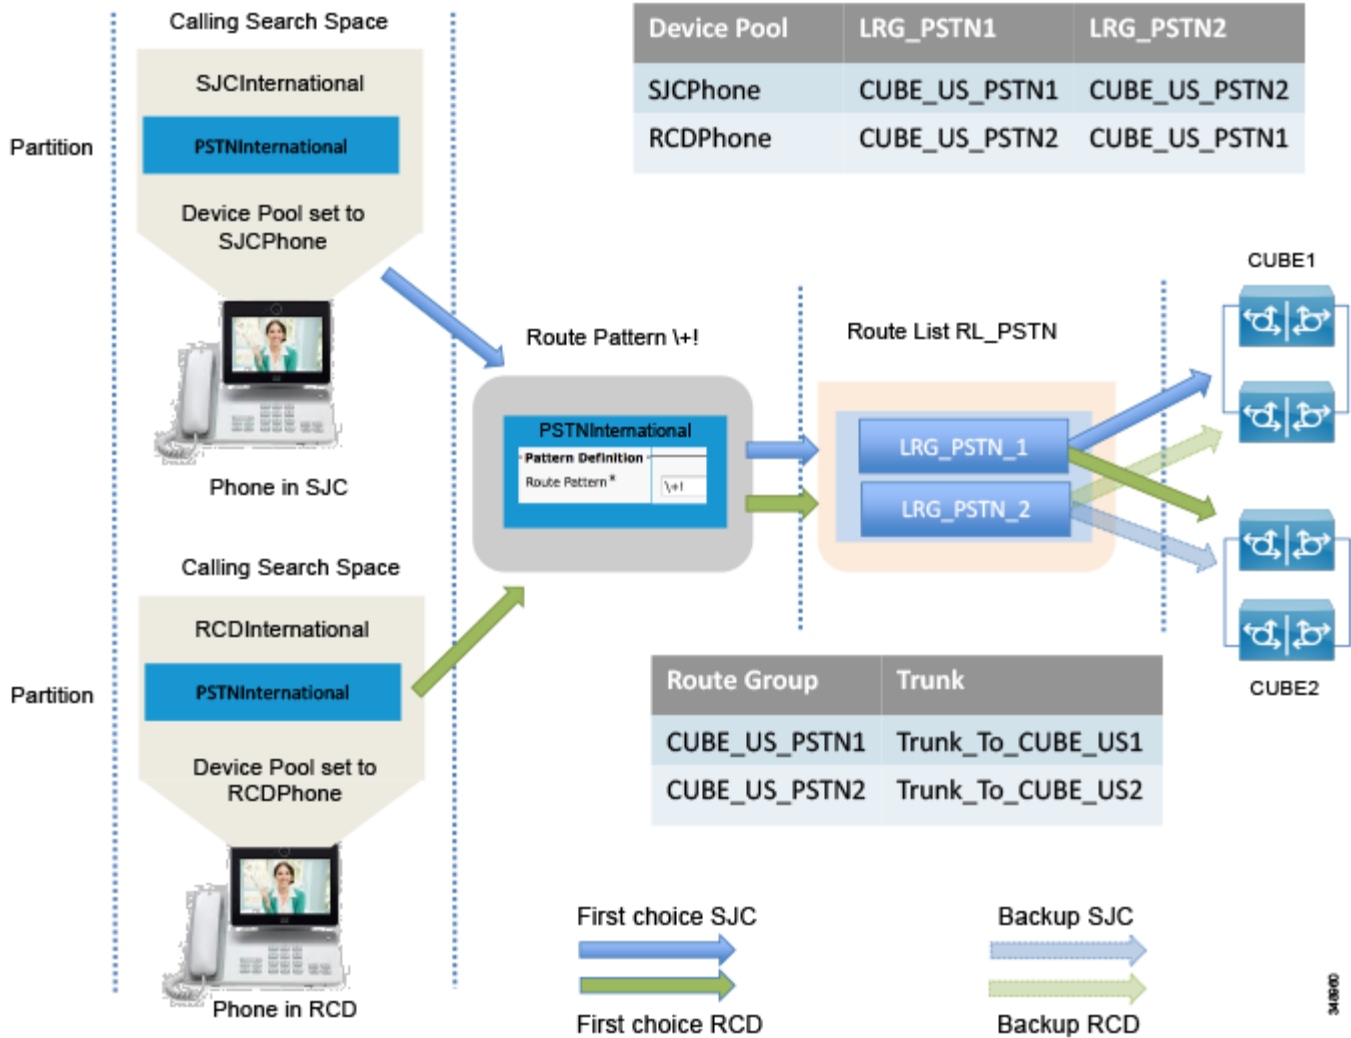 Calling Search Space
SJCInternational
Partition
PSTNInternational
Device Pool set to
SJCPhone
Phone in SJC
Calling Search Space
RCDInternational
Partition
PSTNInternational
Device Pool set to
RCDPhone
Phone in RCD
Device Pool LRG_PSTN1 LRG_PSTN2
SJCPhone CUBE_US_PSTN1 CUBE_US_PSTN2
RCDPhone CUBE_US_PSTN2 CUBE_US_PSTN1
Route Pattern \+!
PSTNInternational
Pattern Definition
Route Pattern* \+!
Route List RL_PSTN
LRG_PSTN_1
LRG_PSTN_2
CUBE1
CUBE2
Route Group Trunk
CUBE_US_PSTN1 Trunk_To_CUBE_US1
CUBE_US_PSTN2 Trunk_To_CUBE_US2
First choice SJC
First choice RCD
Backup SJC
Backup RCD
348960